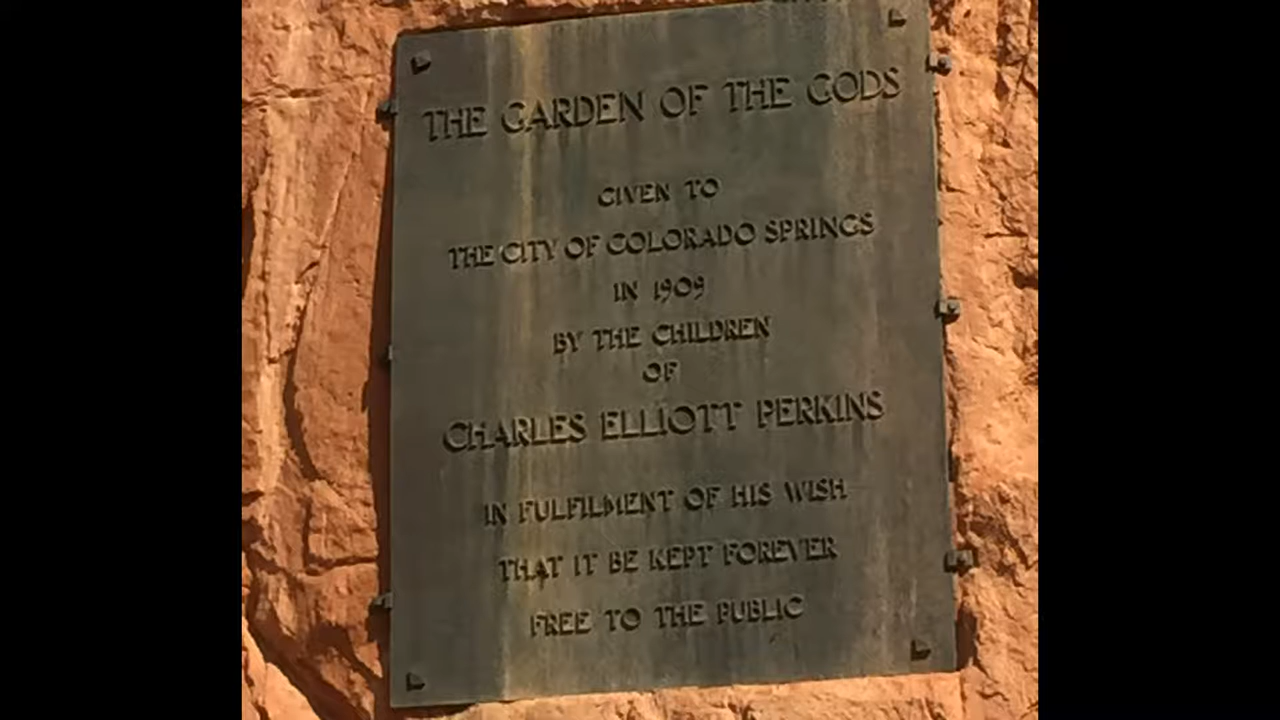 THE GARDEN OF THE GODS
GIVEN TO
THE CITY OF COLORADO SPRINGS
IN 1909
BY THE CHILDREN
OF
CHARLES ELLIOTT PERKINS
IN FULFILMENT OF HIS WISH
THAT IT BE KEPT FOREVER
FREE TO THE PUBLIC